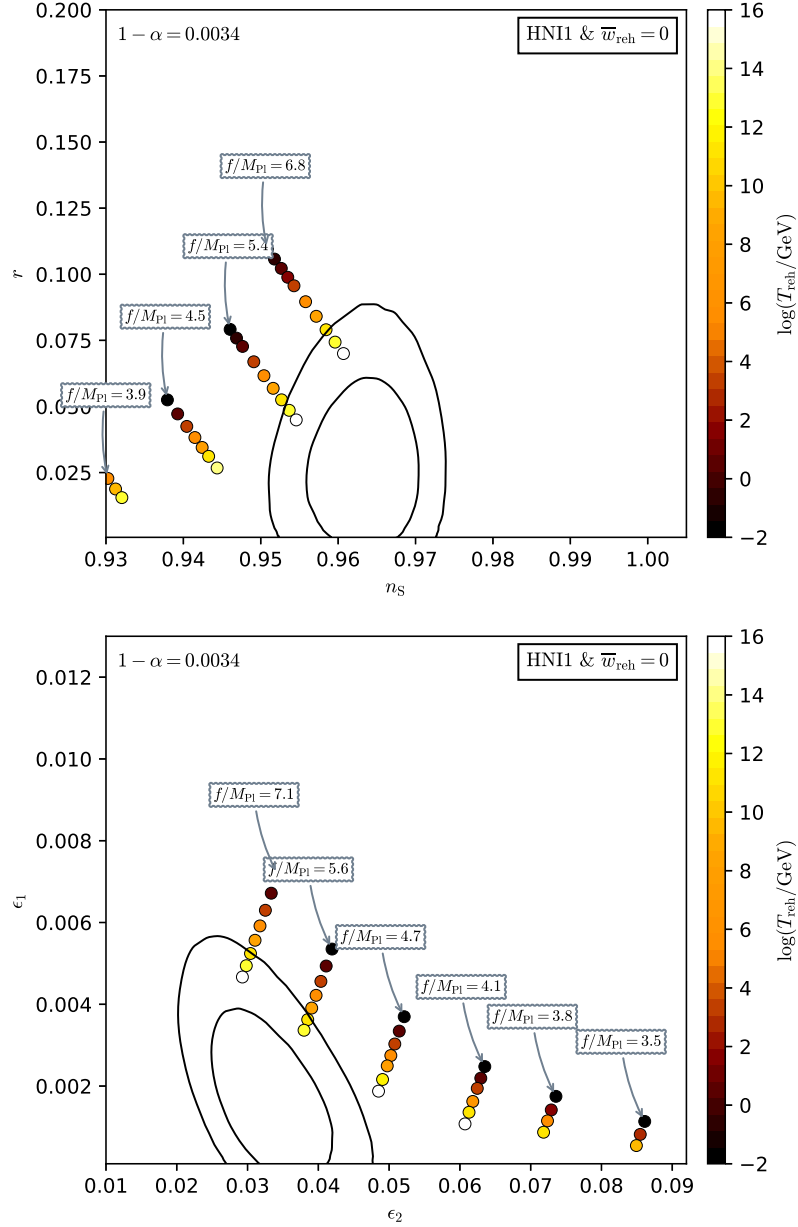 0.200
0.175
0.150
0.125
0.100
0.075
0.050
0.025
r
1 − α = 0.0034
HNI1 & w̅reh = 0
f/MPl = 6.8
f/MPl = 5.4
f/MPl = 4.5
f/MPl = 3.9
0.93 0.94 0.95 0.96 0.97 0.98 0.99 1.00
nS
16
14
12
10
8
6
4
2
0
−2
log(Treh/GeV)
0.012
0.010
0.008
0.006
0.004
0.002
ϵ1
1 − α = 0.0034
HNI1 & w̅reh = 0
f/MPl = 7.1
f/MPl = 5.6
f/MPl = 4.7
f/MPl = 4.1
f/MPl = 3.8
f/MPl = 3.5
0.01 0.02 0.03 0.04 0.05 0.06 0.07 0.08 0.09
ϵ2
16
14
12
10
8
6
4
2
0
−2
log(Treh/GeV)